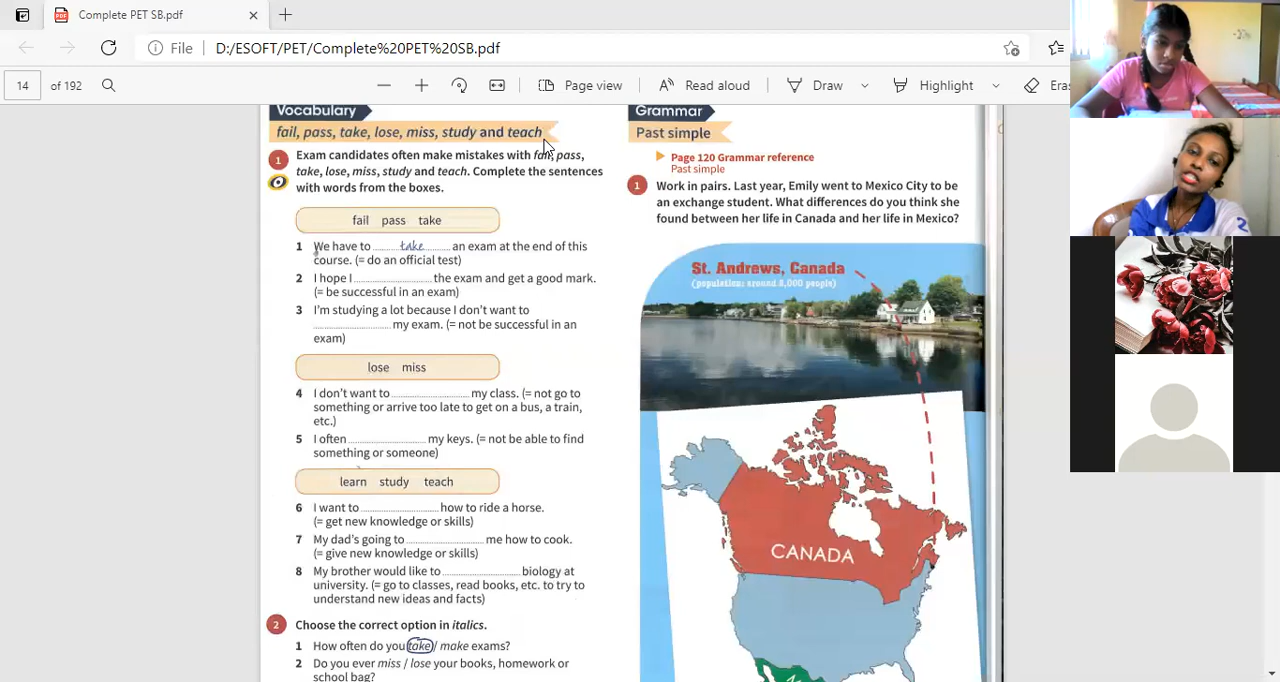 Complete PET SB.pdf
File
D:/ESOFT/PET/Complete%20PET%20SB.pdf
14
of 192
Page view
Read aloud
Draw
Highlight
Eras
Vocabulary
fail, pass, take, lose, miss, study and teach
1 Exam candidates often make mistakes with fail, pass,
take, lose, miss, study and teach. Complete the sentences
with words from the boxes.
fail pass take
1 We have to take an exam at the end of this
course. (= do an official test)
2 I hope I the exam and get a good mark.
(= be successful in an exam)
3 I'm studying a lot because I don't want to
my exam. (= not be successful in an
exam)
lose miss
4 I don't want to my class. (= not go to
something or arrive too late to get on a bus, a train,
etc.)
5 I often my keys. (= not be able to find
something or someone)
learn study teach
6 I want to how to ride a horse.
(= get new knowledge or skills)
7 My dad's going to me how to cook.
(= give new knowledge or skills)
8 My brother would like to biology at
university. (= go to classes, read books, etc. to try to
understand new ideas and facts)
2 Choose the correct option in italics.
1 How often do you take / make exams?
2 Do you ever miss / lose your books, homework or
school bag?
Grammar
Past simple
Page 120 Grammar reference
Past simple
1 Work in pairs. Last year, Emily went to Mexico City to be
an exchange student. What differences do you think she
found between her life in Canada and her life in Mexico?
St. Andrews, Canada
(population: around 2,000 people)
CANADA